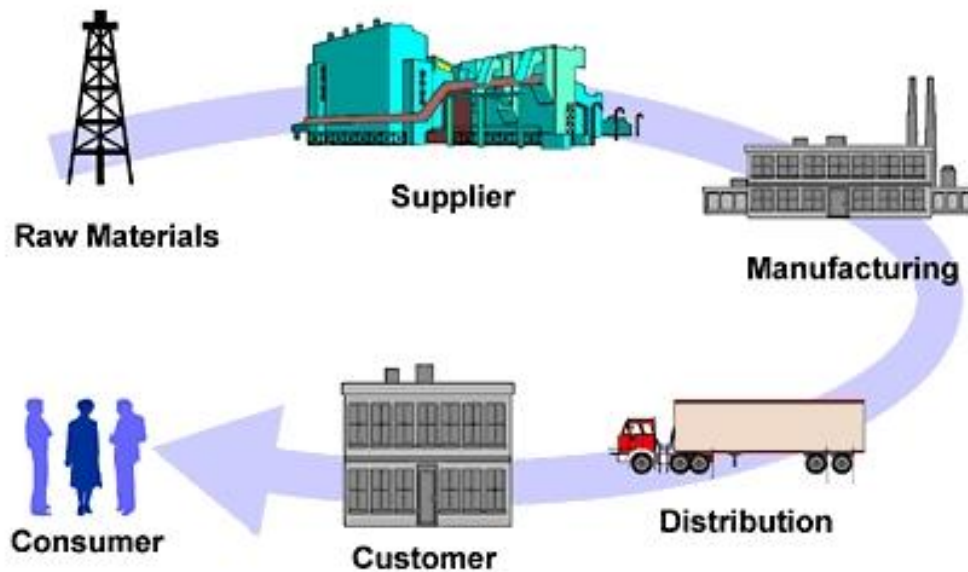 Raw Materials
Supplier
Manufacturing
Distribution
Customer
Consumer